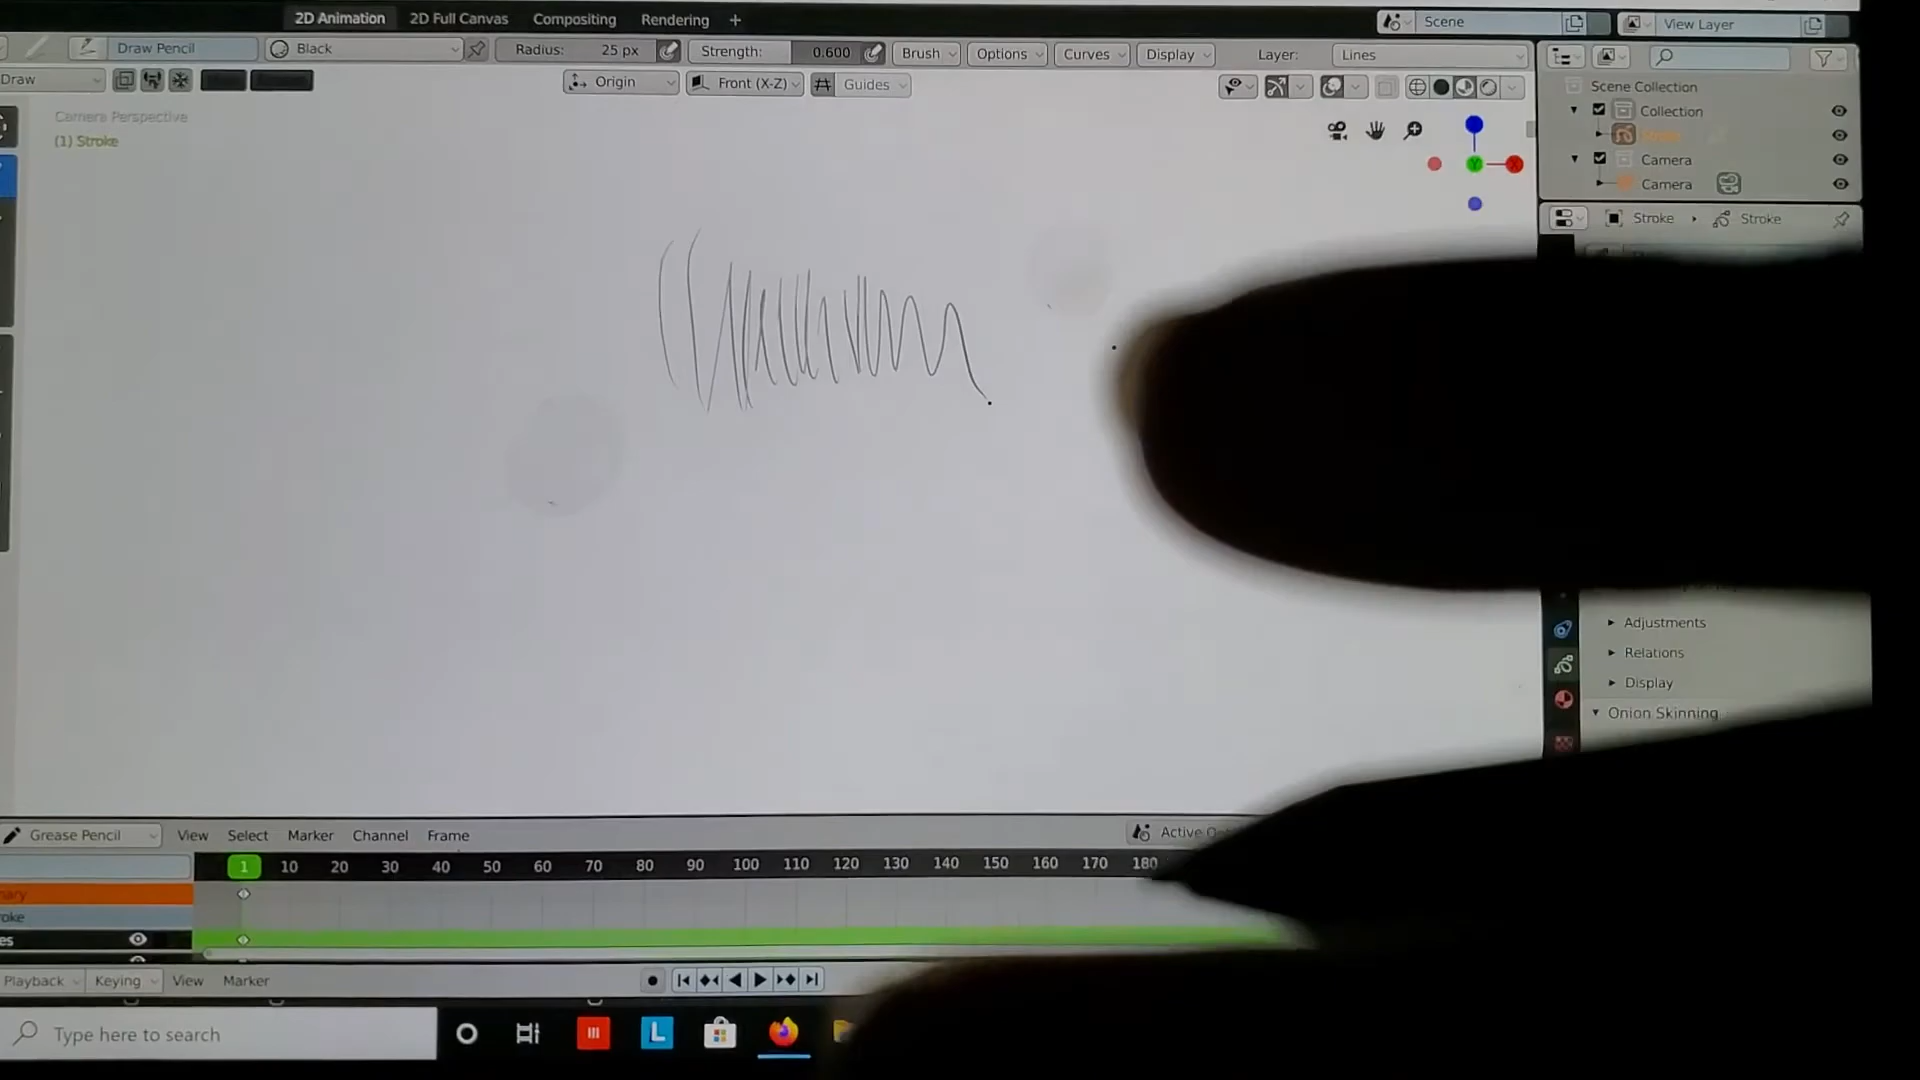 2D Animation 2D Full Canvas Compositing Rendering +
Scene View Layer
Draw Pencil Black Radius: 25 px Strength: 0.600 Brush Options Curves Display Layer: Lines
Draw Origin Front (X-Z) Guides
Scene Collection
Camera Perspective
Collection
(1) Stroke
Y X
Camera
Camera
Stroke Stroke
Adjustments
Relations
Display
Onion Skinning
Grease Pencil View Select Marker Channel Frame Active
1 10 20 30 40 50 60 70 80 90 100 110 120 130 140 150 160 170 180
mary
roke
es
Playback Keying View Marker
Type here to search L